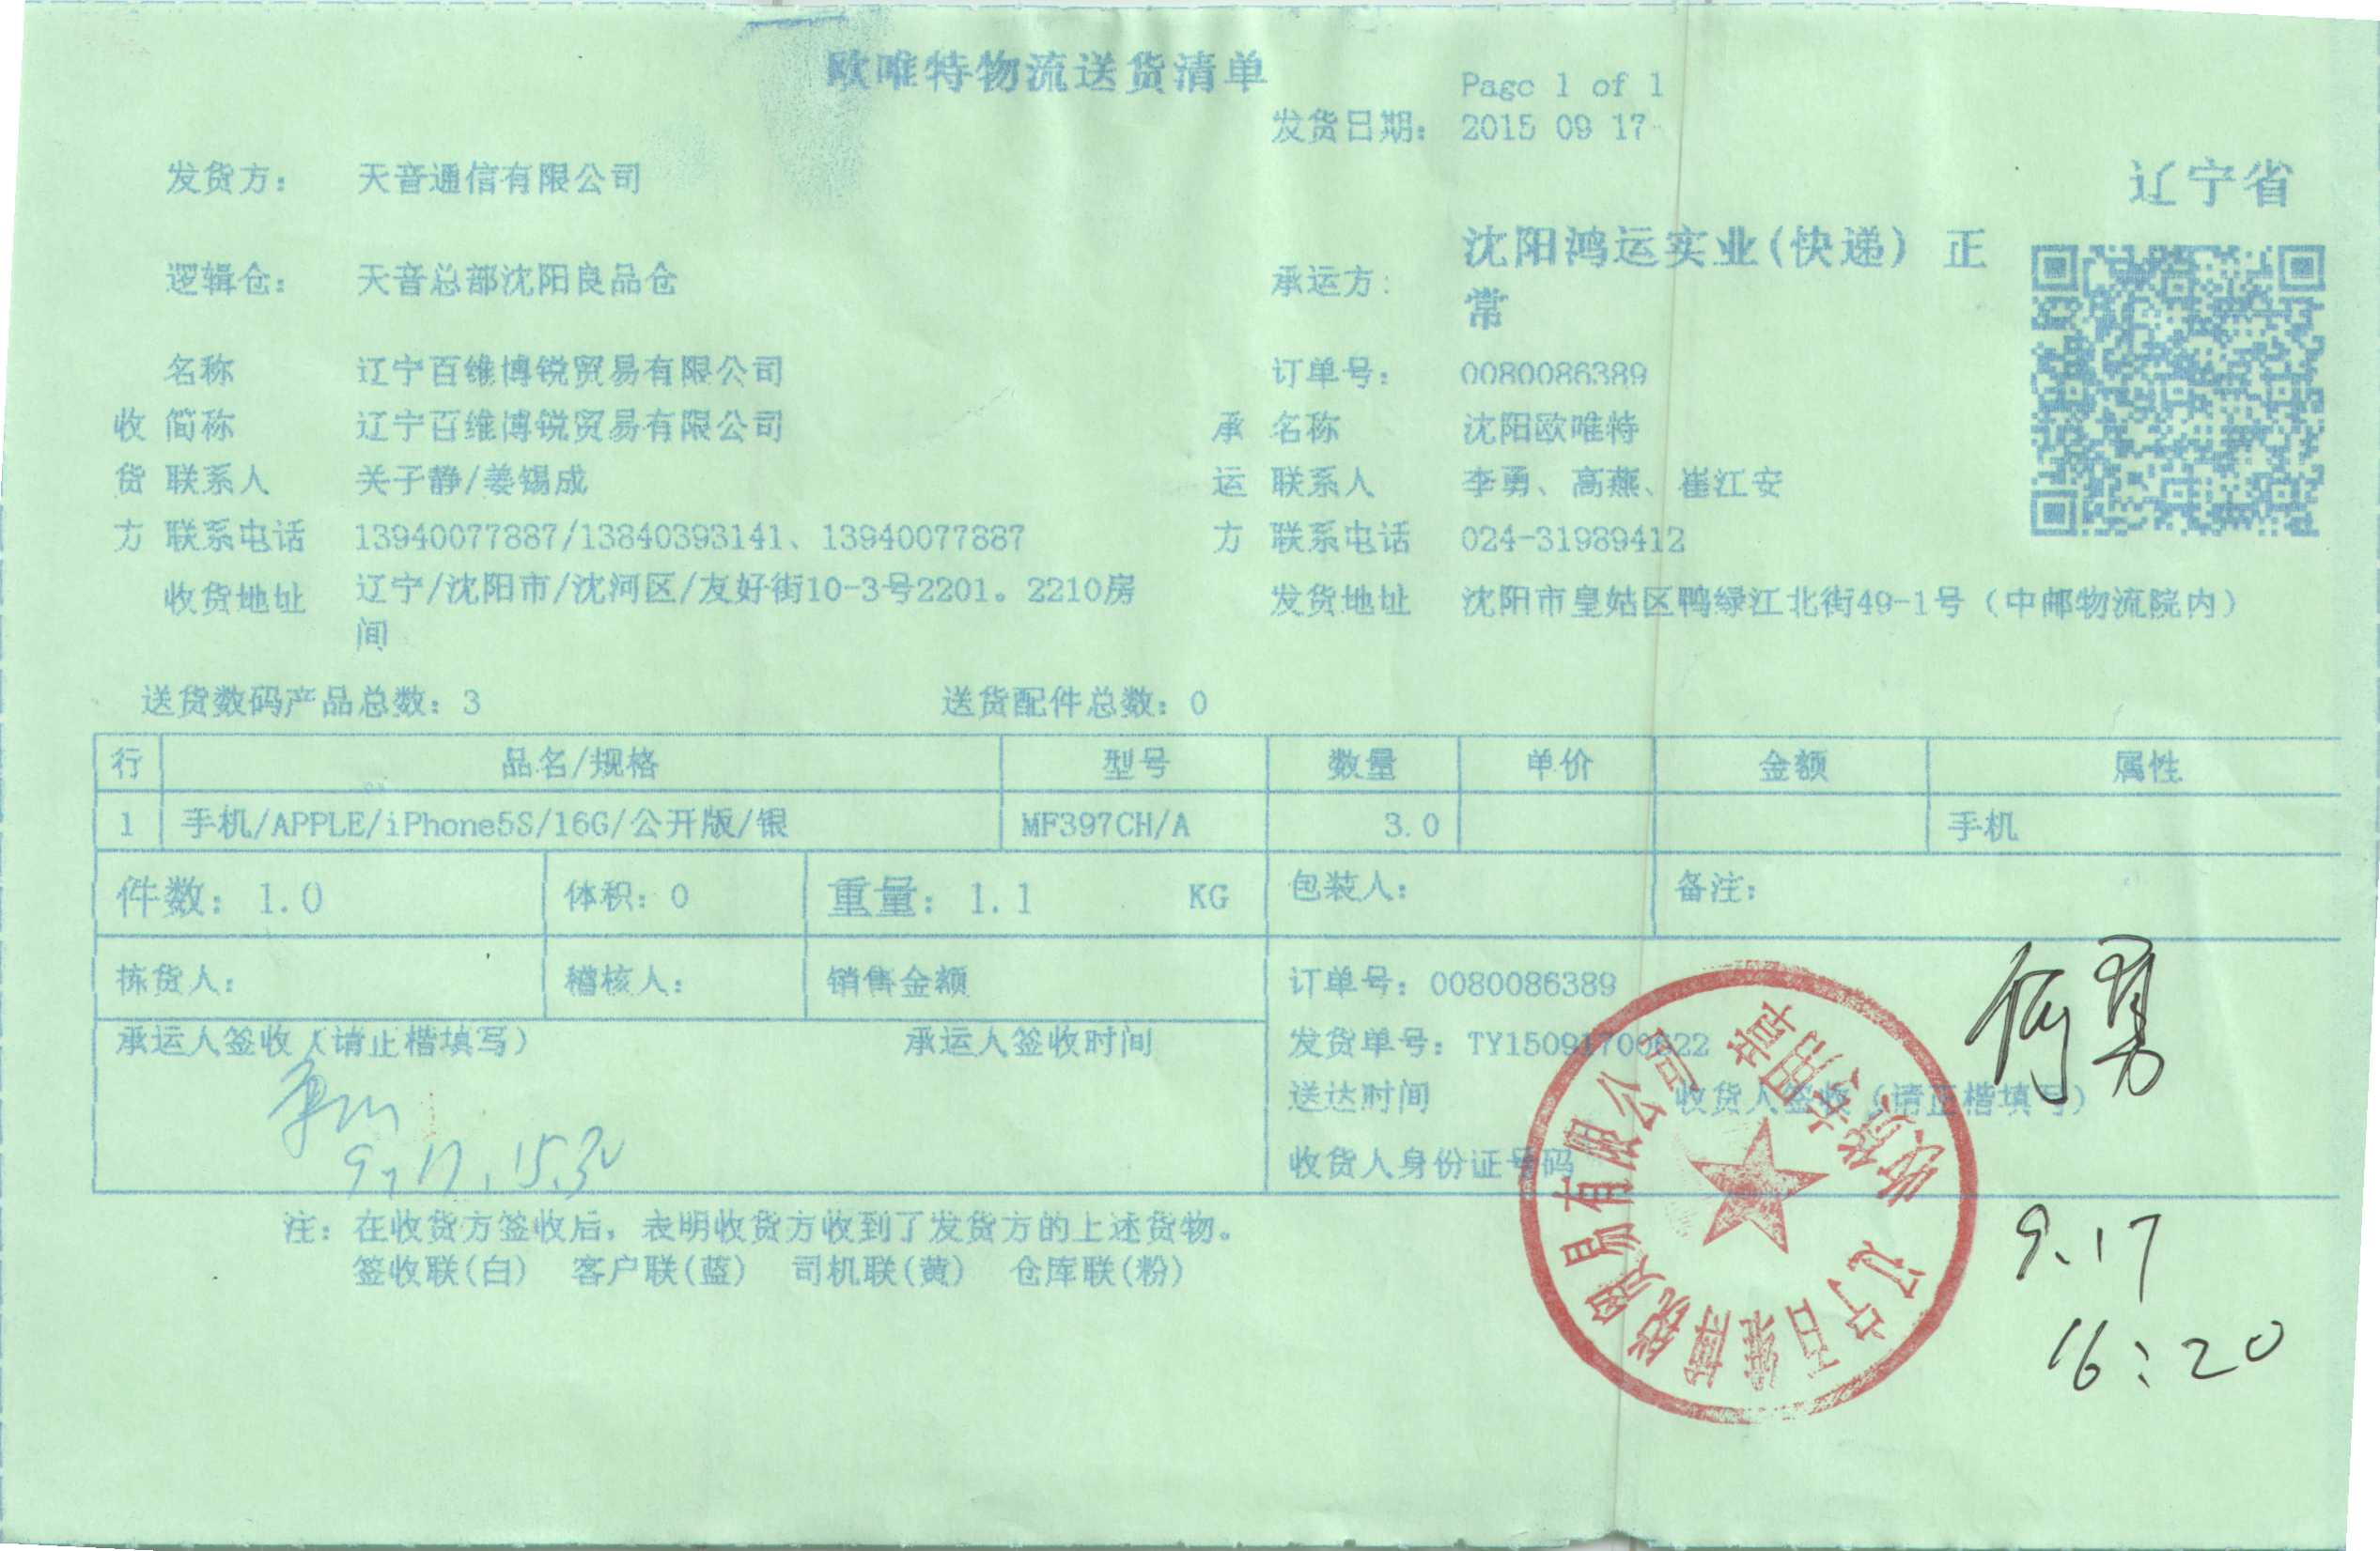 欧唯特物流送货清单
Page 1 of 1
发货日期: 2015 09 17
发货方: 天音通信有限公司
辽宁省
逻辑仓: 天音总部沈阳良品仓
承运方: 沈阳鸿运实业(快递) 正常
名称 辽宁百维博锐贸易有限公司
订单号: 0080086389
收 简称 辽宁百维博锐贸易有限公司
承 名称 沈阳欧唯特
货 联系人 关子静/姜锡成
运 联系人 李勇、高燕、崔江安
方 联系电话 13940077887/13840393141、13940077887
方 联系电话 024-31989412
收货地址 辽宁/沈阳市/沈河区/友好街10-3号2201。2210房间
发货地址 沈阳市皇姑区鸭绿江北街49-1号（中邮物流院内）
送货数码产品总数: 3 送货配件总数: 0
行 品名/规格 型号 数量 单价 金额 属性
1 手机/APPLE/iPhone5S/16G/公开版/银 MF397CH/A 3.0 手机
件数: 1.0 体积: 0 重量: 1.1 KG 包装人: 备注:
拣货人: 稽核人: 销售金额 订单号: 0080086389
承运人签收（请正楷填写） 承运人签收时间
发货单号: TY15091700622
送达时间 收货人签收（请正楷填写）
收货人身份证号码
9.17
16:20
辽宁百维博锐贸易有限公司
收货专用章
注: 在收货方签收后, 表明收货方收到了发货方的上述货物。
签收联(白) 客户联(蓝) 司机联(黄) 仓库联(粉)